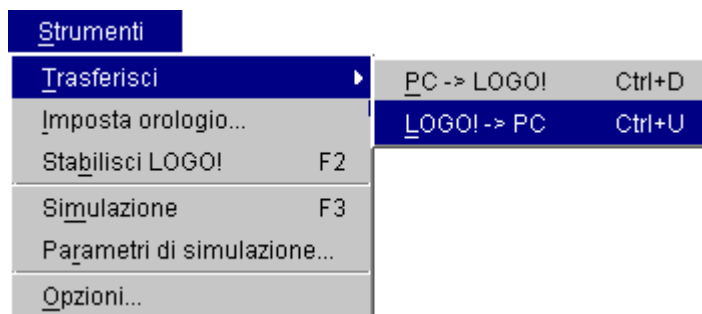 Strumenti
Trasferisci
PC -> LOGO! Ctrl+D
Imposta orologio...
LOGO! -> PC Ctrl+U
Stabilisci LOGO! F2
Simulazione F3
Parametri di simulazione...
Opzioni...